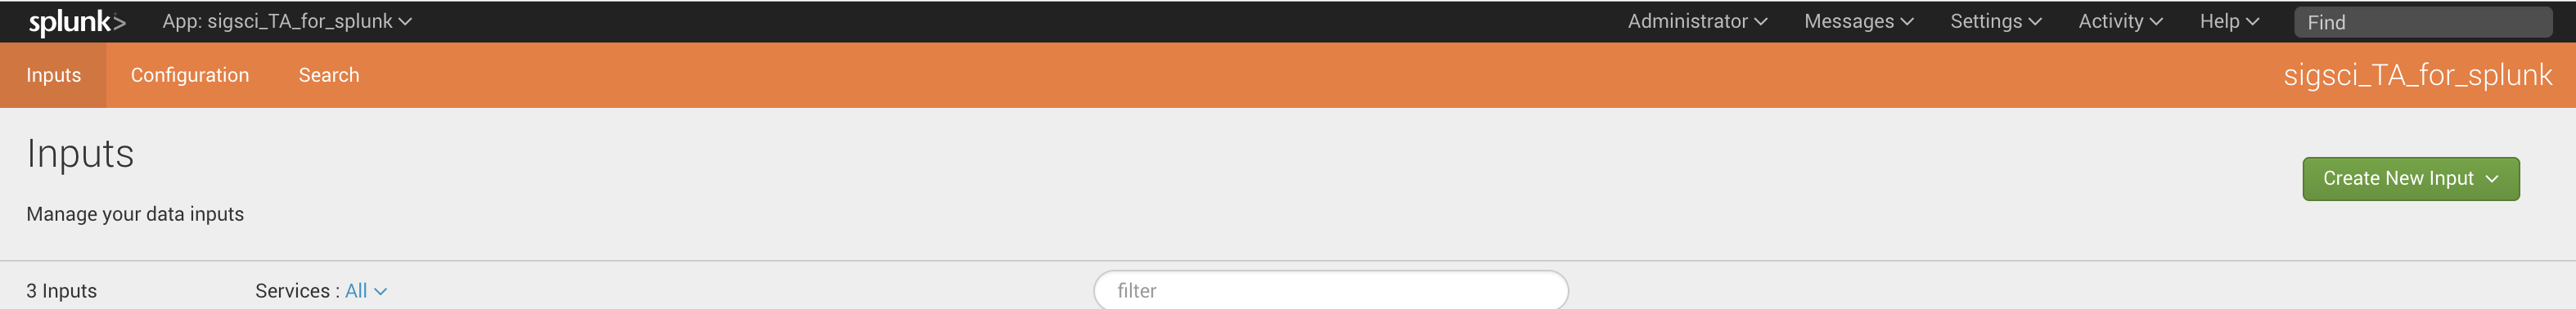 splunk> App: sigsci_TA_for_splunk Administrator Messages Settings Activity Help Find
Inputs Configuration Search sigsci_TA_for_splunk
Inputs
Create New Input
Manage your data inputs
3 Inputs Services : All filter